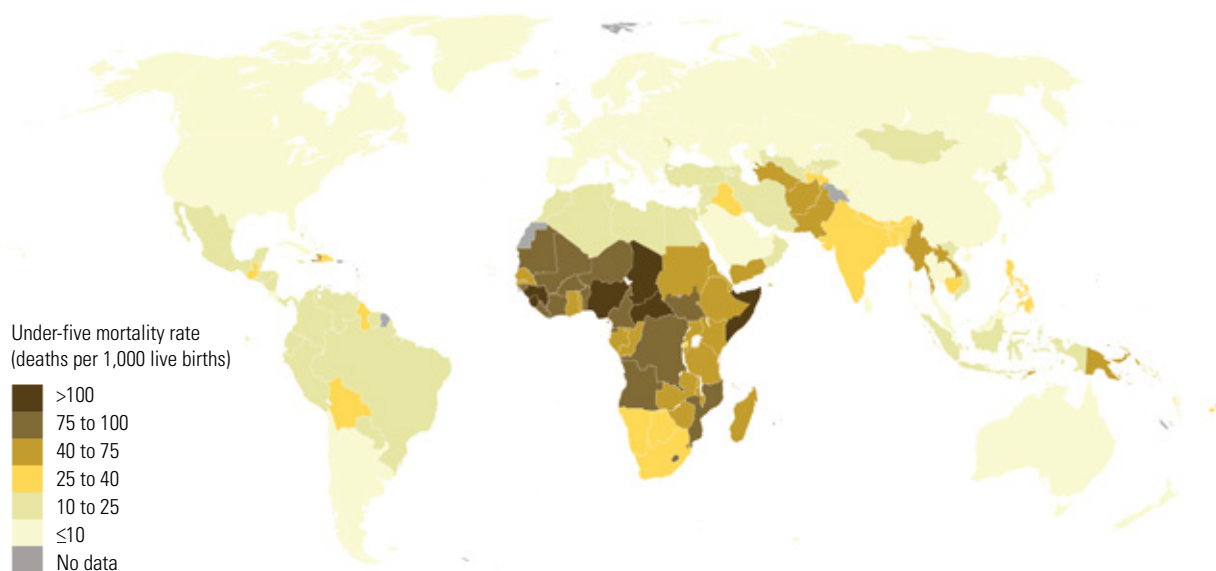 Under-five mortality rate
(deaths per 1,000 live births)
>100
75 to 100
40 to 75
25 to 40
10 to 25
≤10
No data